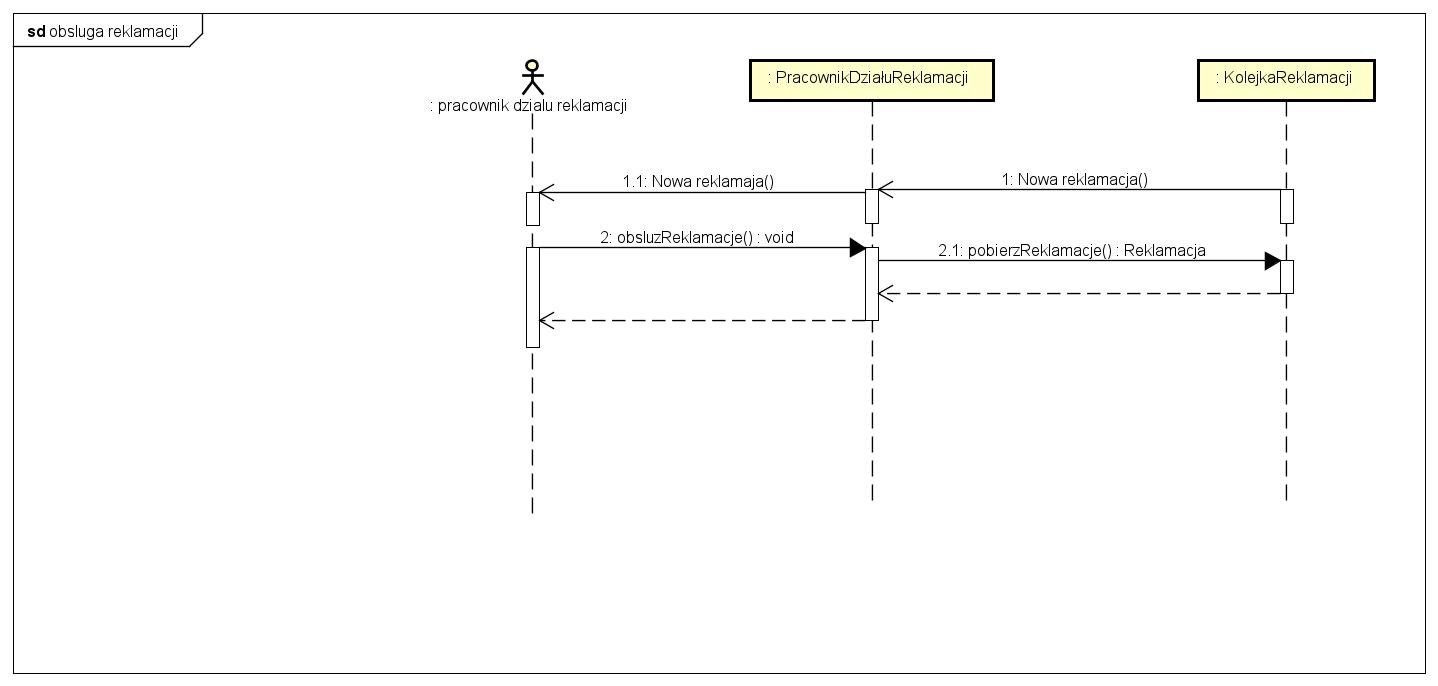 sd obsluga reklamacji
: pracownik dzialu reklamacji
: PracownikDziałuReklamacji
: KolejkaReklamacji
1.1: Nowa reklamaja()
1: Nowa reklamacja()
2: obsluzReklamacje() : void
2.1: pobierzReklamacje() : Reklamacja